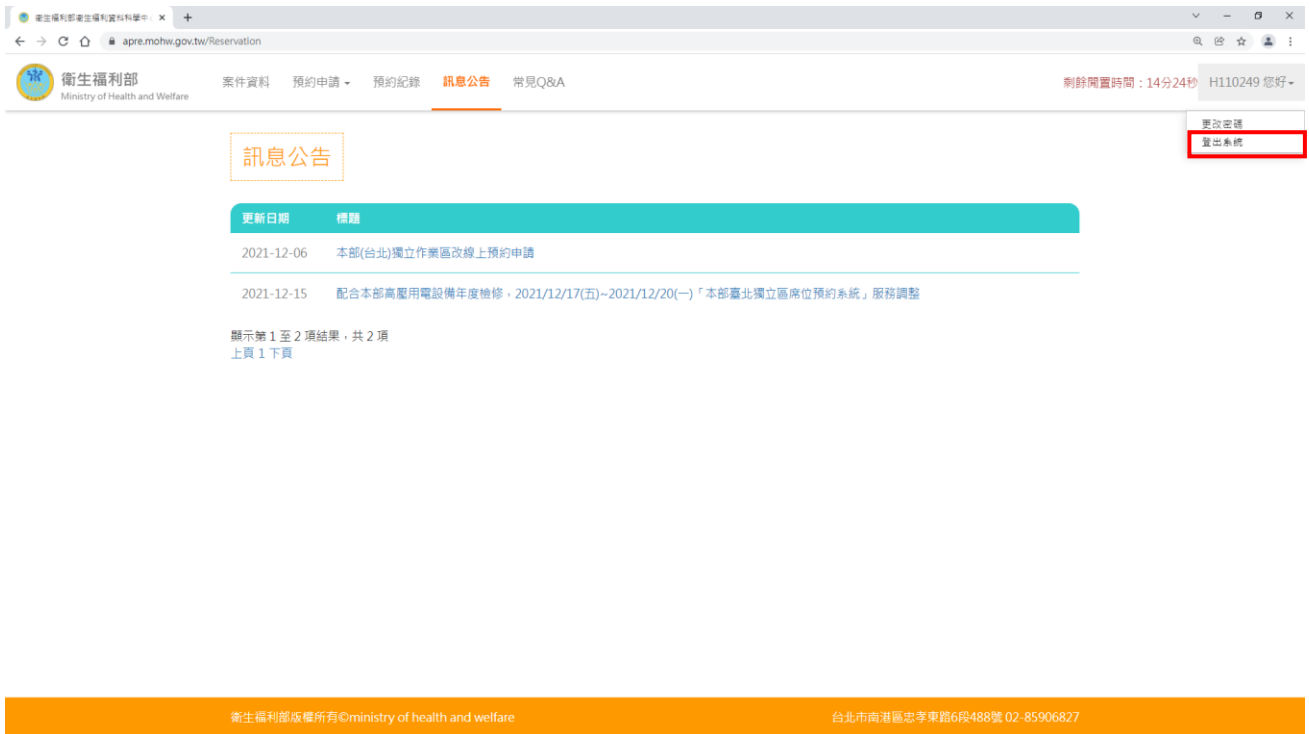 衛生福利部衛生福利資料科學中
apre.mohw.gov.tw/Reservation
衛生福利部
Ministry of Health and Welfare
案件資料 預約申請 預約紀錄 訊息公告 常見Q&A
剩餘閒置時間：14分24秒 H110249 您好
更改密碼
登出系統
訊息公告
更新日期 標題
2021-12-06 本部(台北)獨立作業區改線上預約申請
2021-12-15 配合本部高壓用電設備年度檢修，2021/12/17(五)~2021/12/20(一)「本部臺北獨立區席位預約系統」服務調整
顯示第 1 至 2 項結果，共 2 項
上頁 1 下頁
衛生福利部版權所有©ministry of health and welfare
台北市南港區忠孝東路6段488號 02-85906827